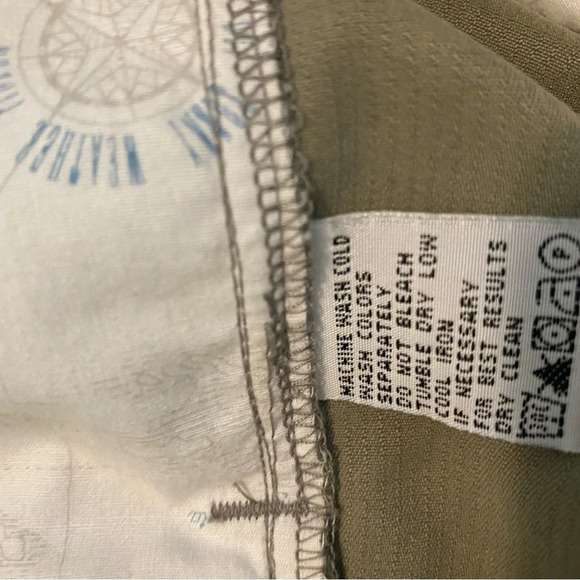 WEATHER
MACHINE WASH COLD
WASH COLORS
SEPARATELY
DO NOT BLEACH
TUMBLE DRY LOW
COOL IRON
IF NECESSARY
FOR BEST RESULTS
DRY CLEAN